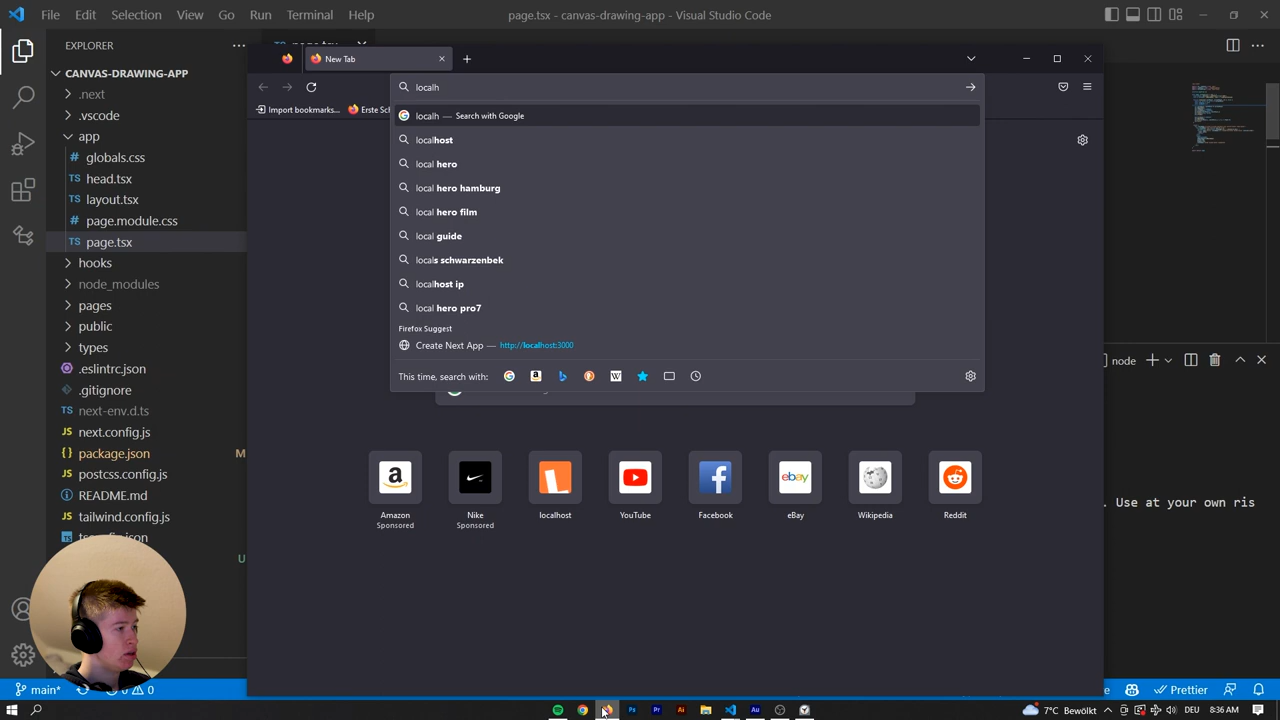 File Edit Selection View Go Run Terminal Help
page.tsx - canvas-drawing-app - Visual Studio Code
EXPLORER
CANVAS-DRAWING-APP
.next
.vscode
app
globals.css
head.tsx
layout.tsx
page.module.css
page.tsx
hooks
node_modules
pages
public
types
.eslintrc.json
.gitignore
next-env.d.ts
next.config.js
package.json M
postcss.config.js
README.md
tailwind.config.js
U
New Tab
localh
Import bookmarks...
localh — Search with Google
localhost
local hero
local hero hamburg
local hero film
local guide
locals schwarzenbek
localhost ip
local hero pro7
Firefox Suggest
Create Next App — http://localhost:3000
This time, search with:
Amazon
Sponsored
Nike
Sponsored
localhost
YouTube
Facebook
eBay
Wikipedia
Reddit
node
. Use at your own ris
main* 0 0
Prettier
7°C Bewölkt
DEU
8:36 AM